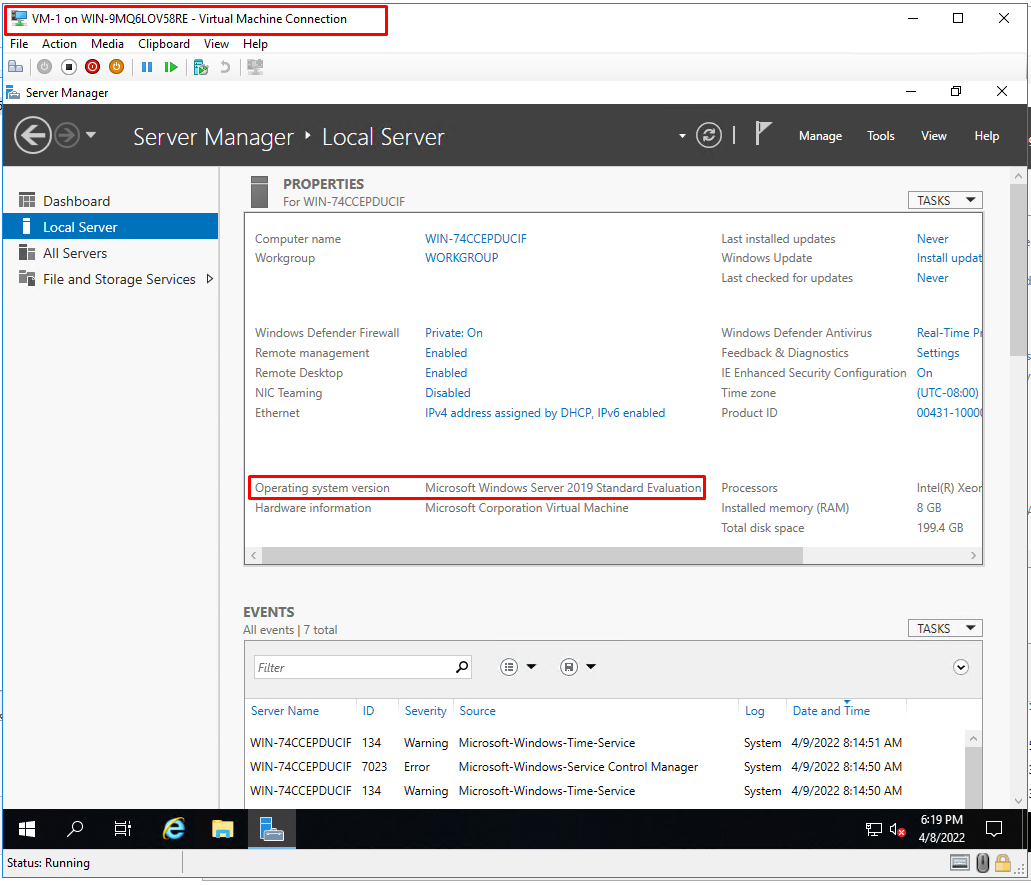 VM-1 on WIN-9MQ6LOV58RE - Virtual Machine Connection
File Action Media Clipboard View Help
Server Manager
Server Manager ‣ Local Server
Manage Tools View Help
Dashboard
Local Server
All Servers
File and Storage Services
PROPERTIES
For WIN-74CCEPDUCIF
TASKS
Computer name WIN-74CCEPDUCIF Last installed updates Never
Workgroup WORKGROUP Windows Update Install updat
Last checked for updates Never
Windows Defender Firewall Private: On Windows Defender Antivirus Real-Time Pr
Remote management Enabled Feedback & Diagnostics Settings
Remote Desktop Enabled IE Enhanced Security Configuration On
NIC Teaming Disabled Time zone (UTC-08:00)
Ethernet IPv4 address assigned by DHCP, IPv6 enabled Product ID 00431-10000
Operating system version Microsoft Windows Server 2019 Standard Evaluation Processors Intel(R) Xeor
Hardware information Microsoft Corporation Virtual Machine Installed memory (RAM) 8 GB
Total disk space 199.4 GB
EVENTS
All events | 7 total
TASKS
Filter
Server Name ID Severity Source Log Date and Time
WIN-74CCEPDUCIF 134 Warning Microsoft-Windows-Time-Service System 4/9/2022 8:14:51 AM
WIN-74CCEPDUCIF 7023 Error Microsoft-Windows-Service Control Manager System 4/9/2022 8:14:50 AM
WIN-74CCEPDUCIF 134 Warning Microsoft-Windows-Time-Service System 4/9/2022 8:14:50 AM
6:19 PM
4/8/2022
Status: Running